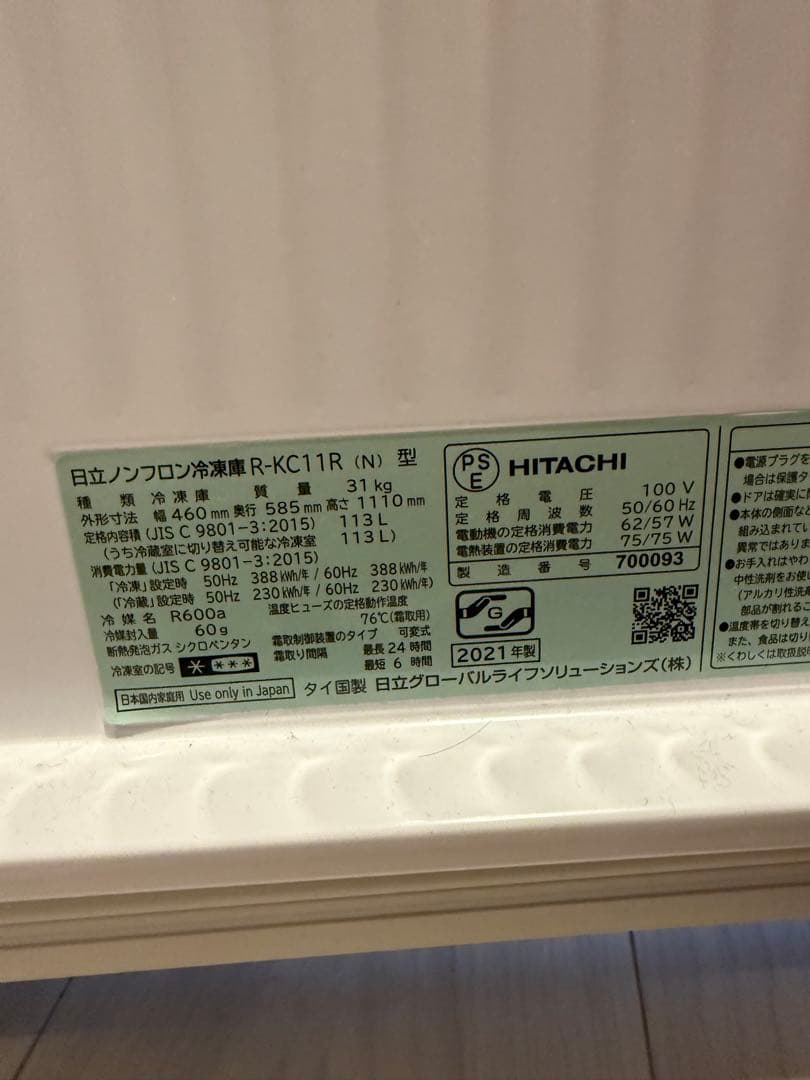 日立ノンフロン冷凍庫 R-KC11R (N) 型
種類 冷凍庫 質量 31 kg
外形寸法 幅 460 mm 奥行 585 mm 高さ 1110 mm
定格内容積 (JIS C 9801-3:2015) 113 L
(うち冷蔵室に切り替え可能な冷凍室 113 L)
消費電力量 (JIS C 9801-3:2015)
「冷凍」設定時 50Hz 388 kWh/年 / 60Hz 388 kWh/年
(「冷蔵」設定時 50Hz 230 kWh/年 / 60Hz 230 kWh/年)
冷媒名 R600a
冷媒封入量 60 g
断熱発泡ガス シクロペンタン
冷凍室の記号
温度ヒューズの定格動作温度
76℃(霜取用)
霜取制御装置のタイプ 可変式
霜取り間隔 最長 24 時間
最短 6 時間
日本国内家庭用 Use only in Japan
タイ国製 日立グローバルライフソリューションズ(株)
PSE HITACHI
定格電圧 100 V
定格周波数 50/60 Hz
電動機の定格消費電力 62/57 W
電熱装置の定格消費電力 75/75 W
製造番号 700093
G
2021 年製
●電源プラグを
場合は保護タ
●ドアは確実に
●本体の側面な
組み込まれてい
異常ではありま
●お手入れはやわ
中性洗剤をお使い
(アルカリ性洗剤
部品が割れる
●温度帯を切り替え
また、食品は切り
※くわしくは取扱説